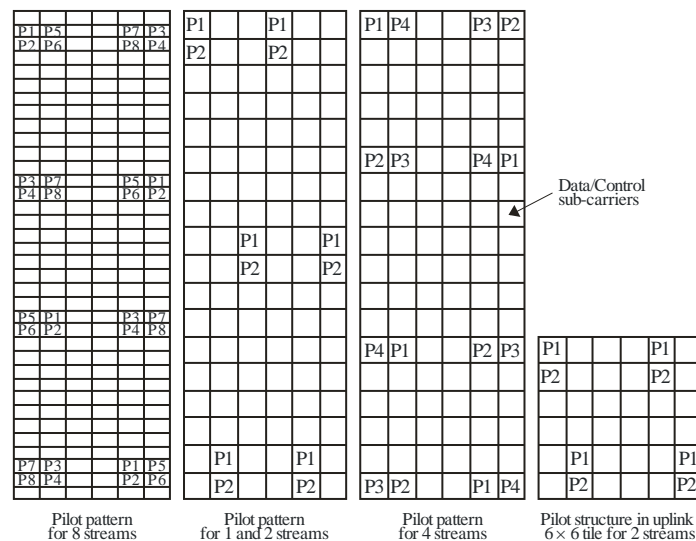 P1 P5 P7 P3
P2 P6 P8 P4
P3 P7 P5 P1
P4 P8 P6 P2
P5 P1 P3 P7
P6 P2 P4 P8
P7 P3 P1 P5
P8 P4 P2 P6
Pilot pattern
for 8 streams
P1 P1
P2 P2
P1 P1
P2 P2
P1 P1
P2 P2
Pilot pattern
for 1 and 2 streams
P1 P4 P3 P2
P2 P3 P4 P1
P4 P1 P2 P3
P3 P2 P1 P4
Pilot pattern
for 4 streams
Data/Control
sub-carriers
P1 P1
P2 P2
P1 P1
P2 P2
Pilot structure in uplink
6 × 6 tile for 2 streams